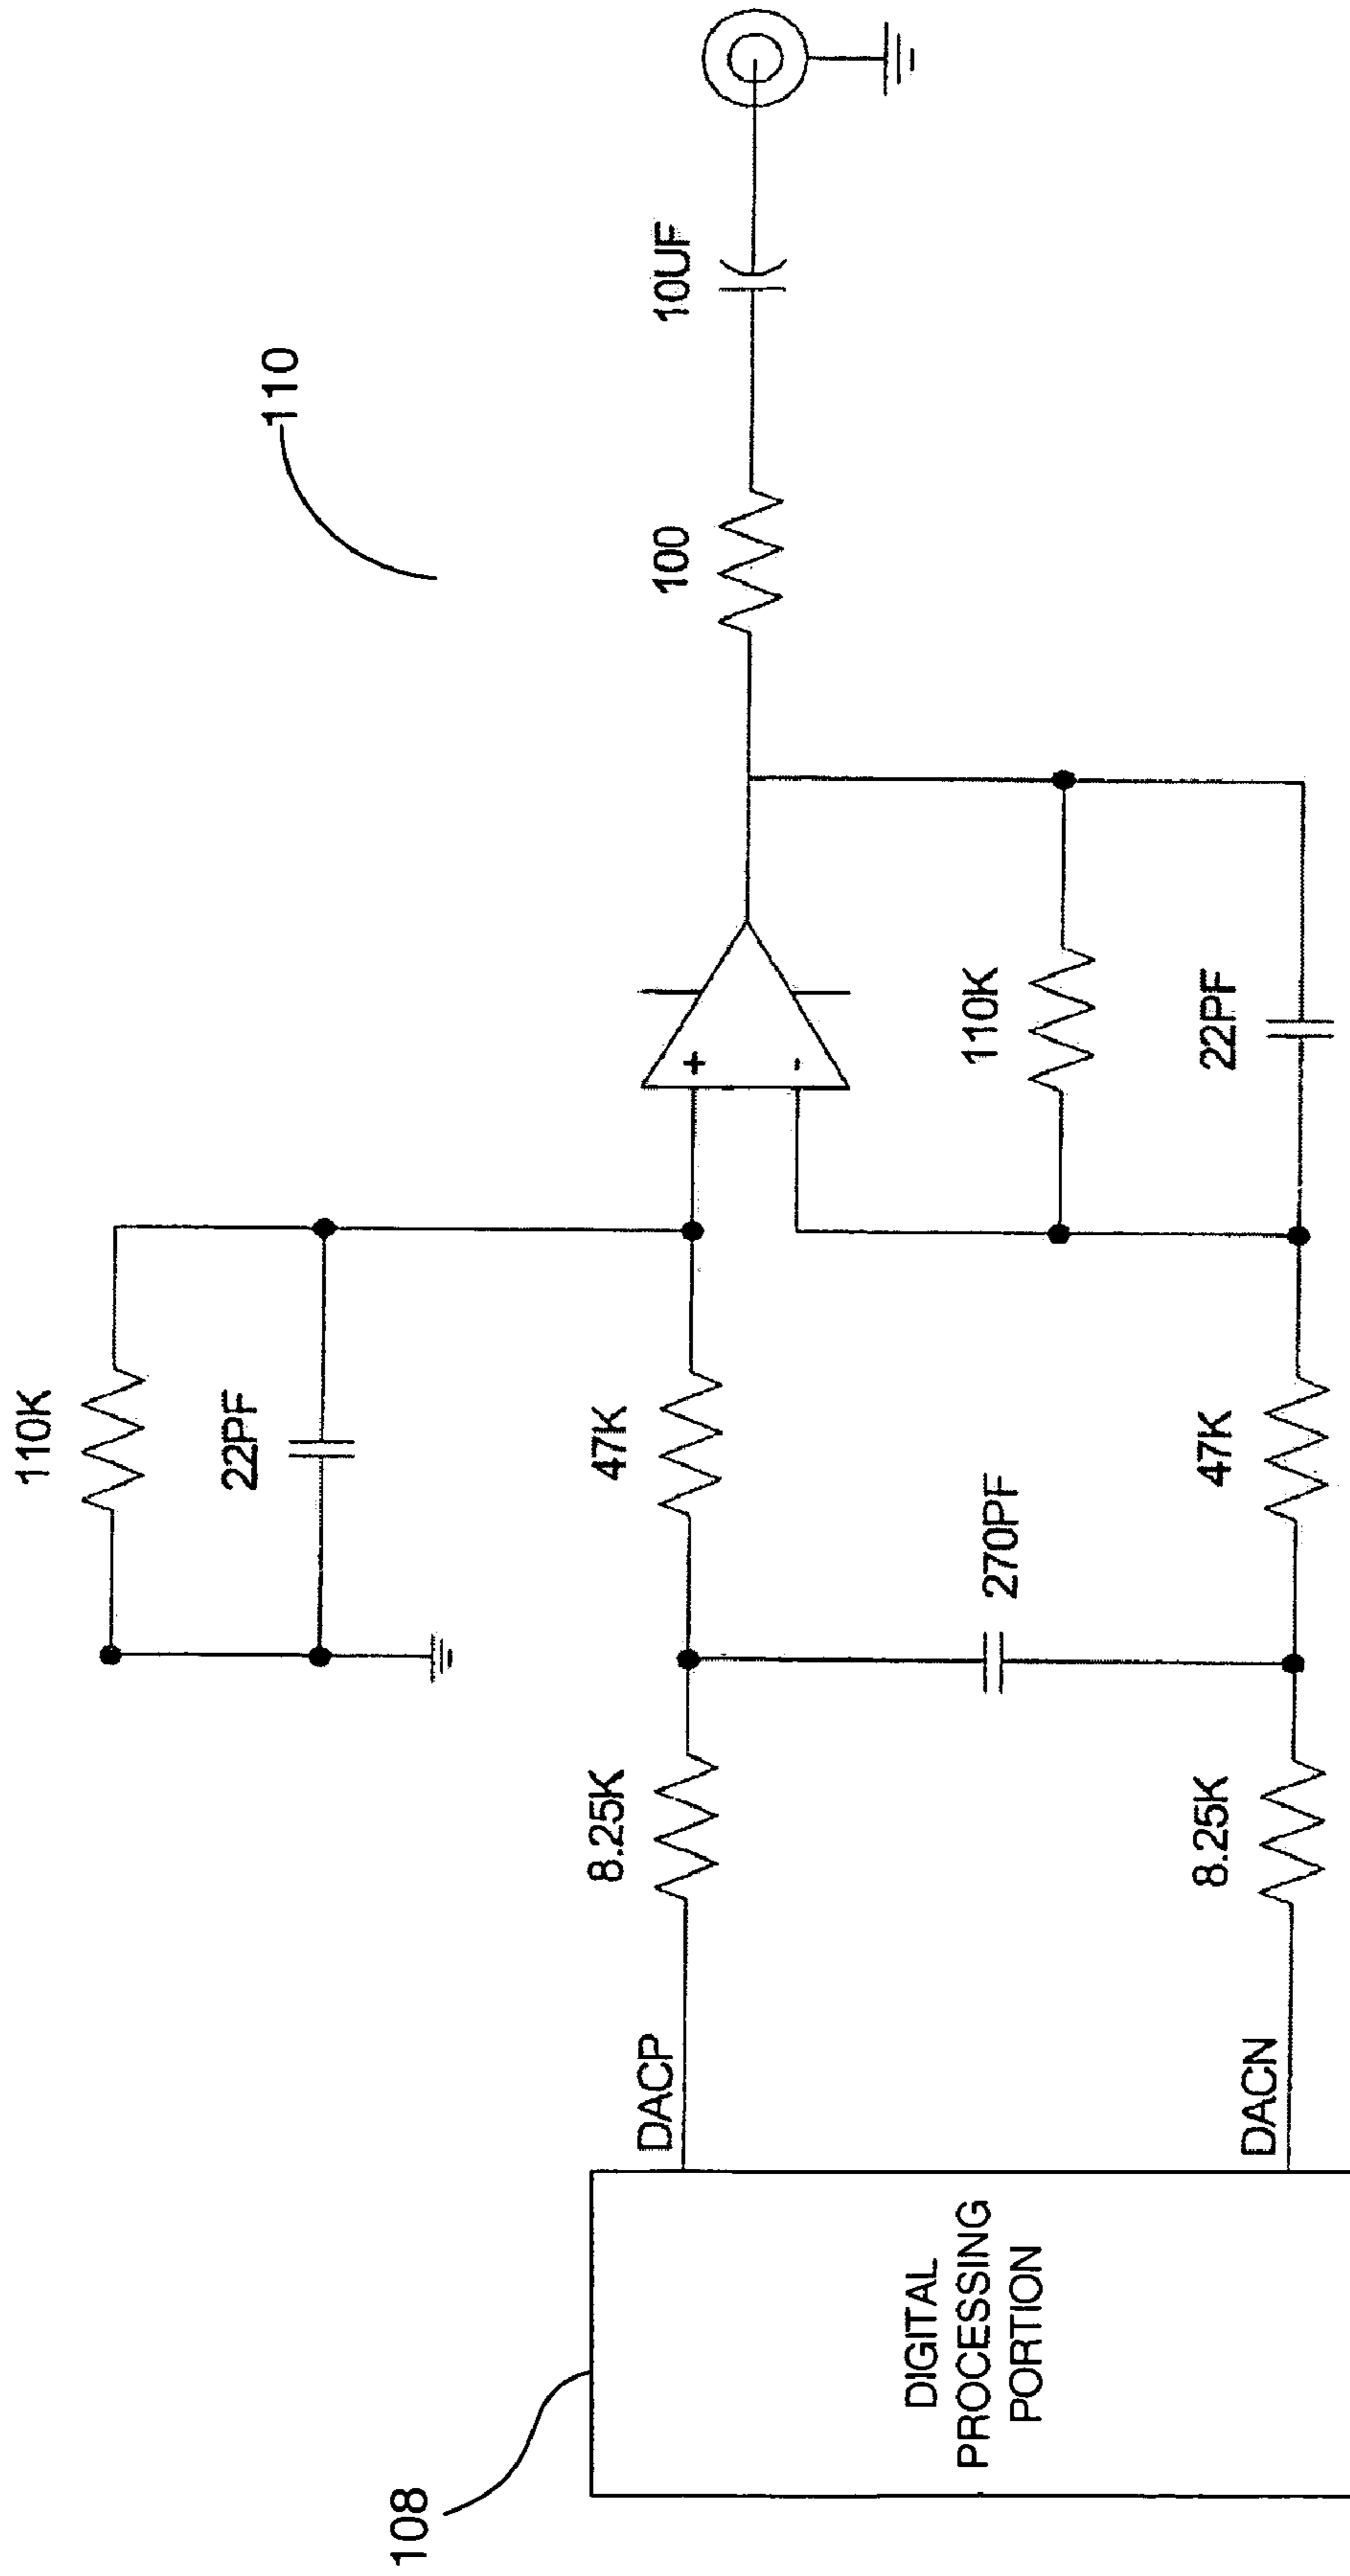 110K
22PF
110
108
DIGITAL
PROCESSING
PORTION
DACP
8.25K
47K
+
-
100
10UF
270PF
110K
DACN
8.25K
47K
22PF